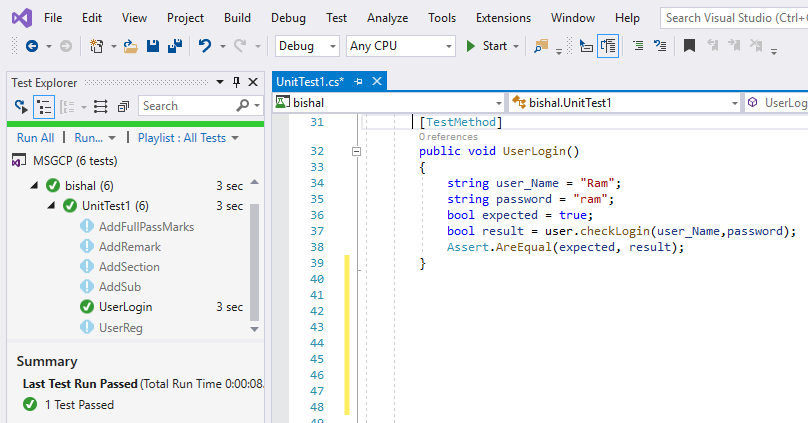 File Edit View Project Build Debug Test Analyze Tools Extensions Window Help Search Visual Studio (Ctrl+
Debug Any CPU Start
Test Explorer
Search
Run All Run... Playlist : All Tests
MSGCP (6 tests)
bishal (6) 3 sec
UnitTest1 (6) 3 sec
AddFullPassMarks
AddRemark
AddSection
AddSub
UserLogin 3 sec
UserReg
Summary
Last Test Run Passed (Total Run Time 0:00:08.
1 Test Passed
UnitTest1.cs*
bishal bishal.UnitTest1 UserLogi
31 [TestMethod]
0 references
32 public void UserLogin()
33 {
34 string user_Name = "Ram";
35 string password = "ram";
36 bool expected = true;
37 bool result = user.checkLogin(user_Name,password);
38 Assert.AreEqual(expected, result);
39 }
40
41
42
43
44
45
46
47
48